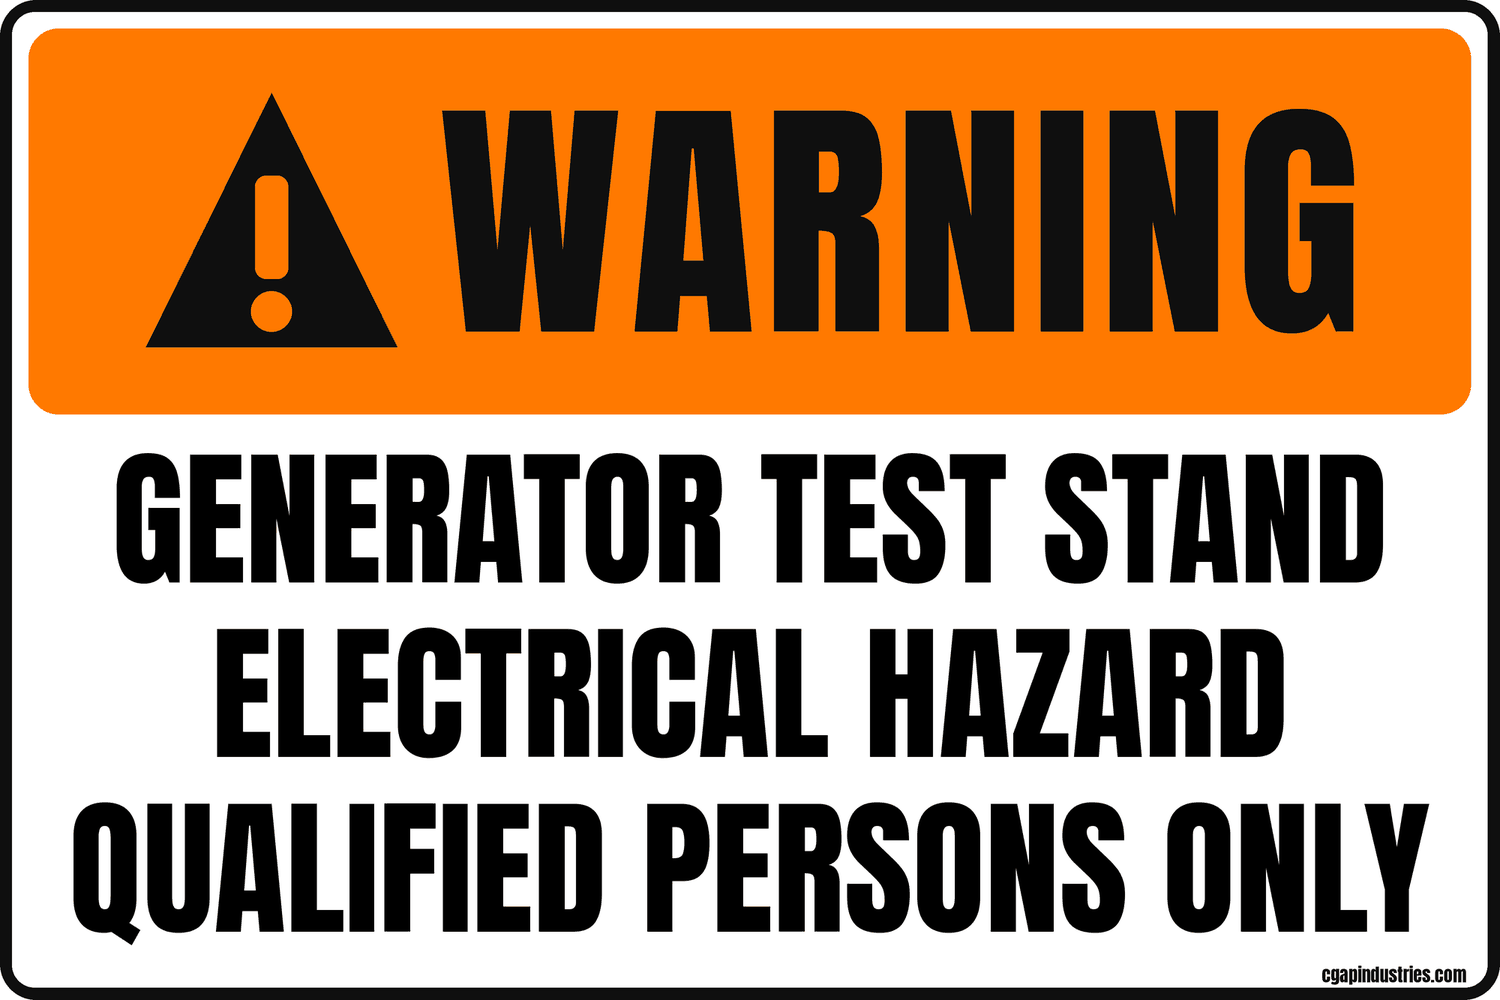 WARNING
GENERATOR TEST STAND
ELECTRICAL HAZARD
QUALIFIED PERSONS ONLY
cgapindustries.com